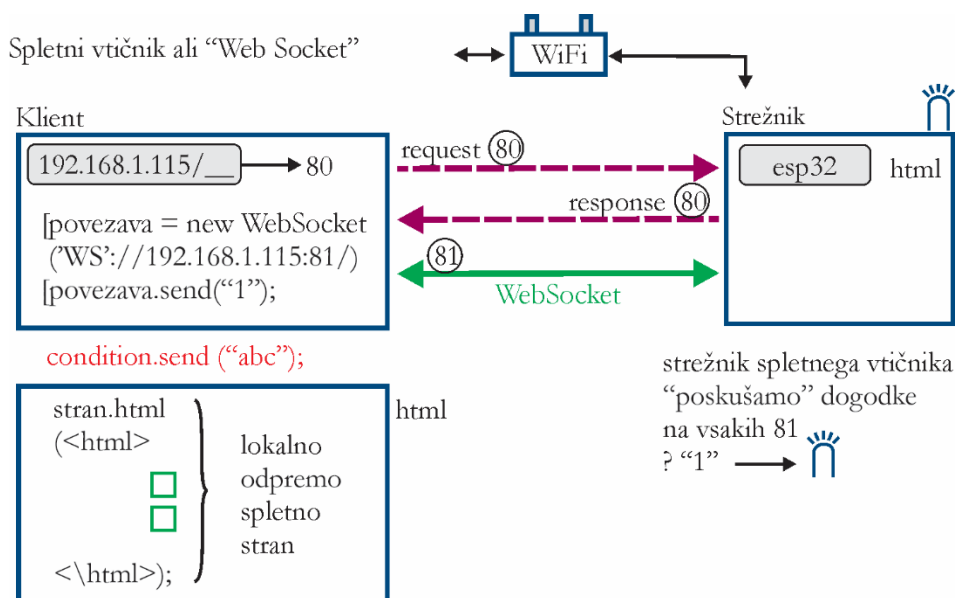 Spletni vtičnik ali “Web Socket”
WiFi
Klient
192.168.1.115/__ 80
[povezava = new WebSocket
(’WS’://192.168.1.115:81/)
[povezava.send(“1”);
condition.send (“abc”);
request 80
response 80
81
WebSocket
Strežnik
esp32 html
stran.html
(<html>
<\html>);
lokalno
odpremo
spletno
stran
html
strežnik spletnega vtičnika
“poskušamo” dogodke
na vsakih 81
? “1”